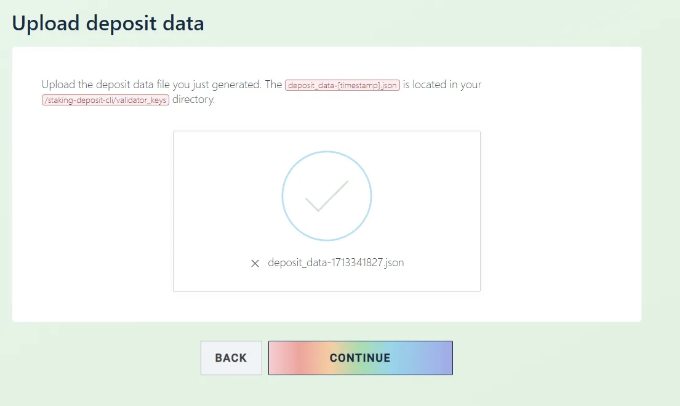 Upload deposit data
Upload the deposit data file you just generated. The deposit_data-[timestamp].json is located in your
/staking-deposit-cli/validator_keys directory.
deposit_data-1713341827.json
BACK
CONTINUE